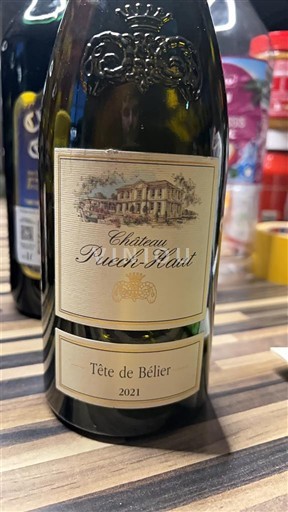 Château
Puech-Haut
Tête de Bélier
2021